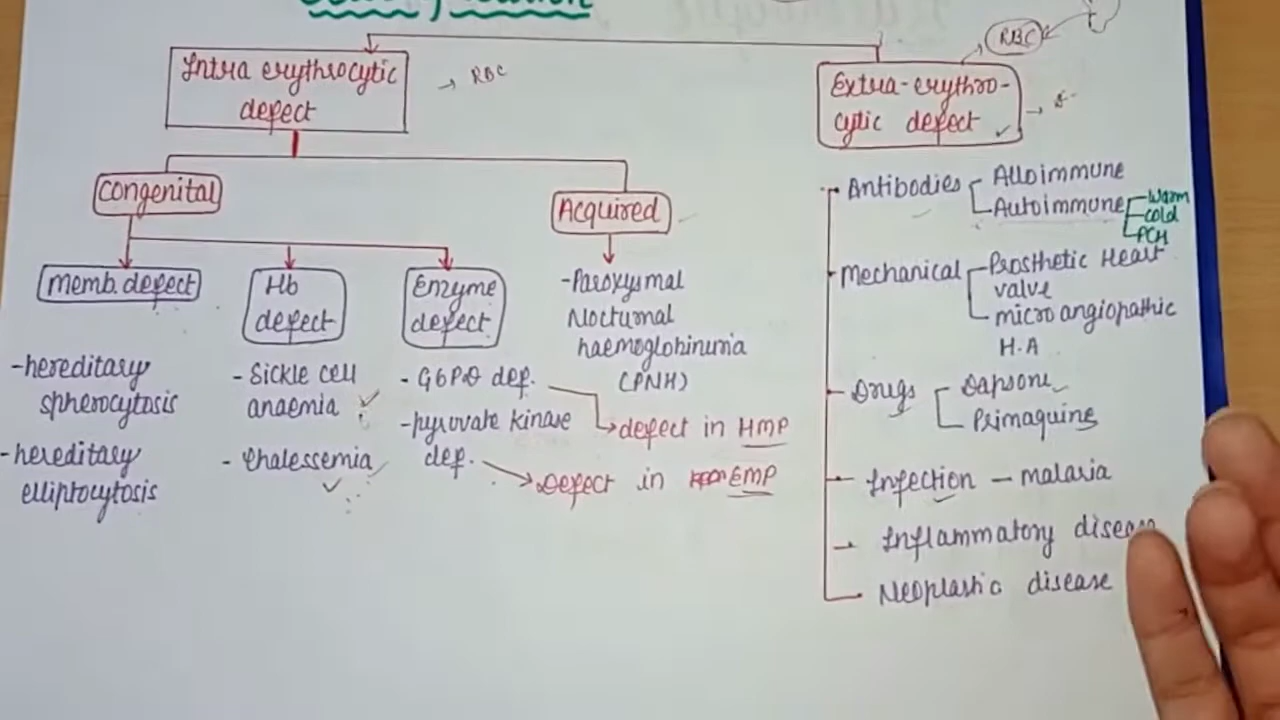 Intra erythrocytic
defect
→ RBC
RBC
Extra-erythro-
cytic defect
Congenital
Acquired
memb. defect
Hb
defect
Enzyme
defect
-hereditary
spherocytosis
-hereditary
elliptocytosis
- Sickle cell
anaemia
- Thalessemia
- G6PD def.
-pyruvate kinase
def.
→defect in HMP
→Defect in EMP
-Paroxysmal
Nocturnal
haemoglobinuria
(PNH)
Antibodies
Alloimmune
Autoimmune
Warm
Cold
PCH
Mechanical
Prosthetic Heart
valve
micro angiopathic
H.A
Drugs
Dapsone
Primaquine
Infection – malaria
Inflammatory disease
Neoplastic disease